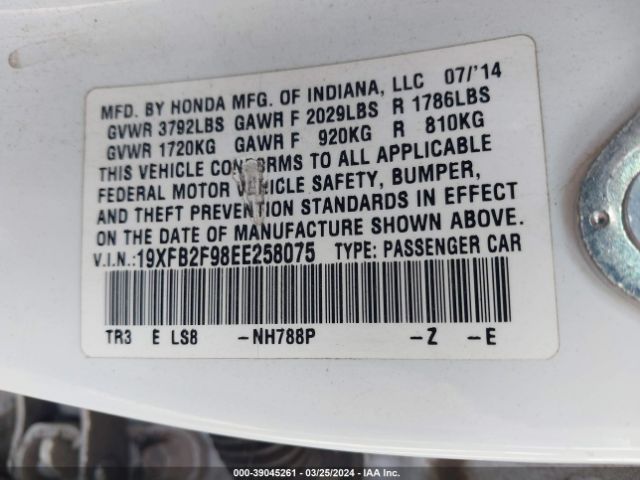 MFD. BY HONDA MFG. OF INDIANA, LLC 07/'14
GVWR 3792LBS GAWR F 2029LBS R 1786LBS
GVWR 1720KG GAWR F 920KG R 810KG
THIS VEHICLE CONFORMS TO ALL APPLICABLE
FEDERAL MOTOR VEHICLE SAFETY, BUMPER,
AND THEFT PREVENTION STANDARDS IN EFFECT
ON THE DATE OF MANUFACTURE SHOWN ABOVE.
V.I.N.:19XFB2F98EE258075 TYPE: PASSENGER CAR
TR3 E LS8 -NH788P -Z -E
000-39045261 - 03/25/2024 - IAA Inc.